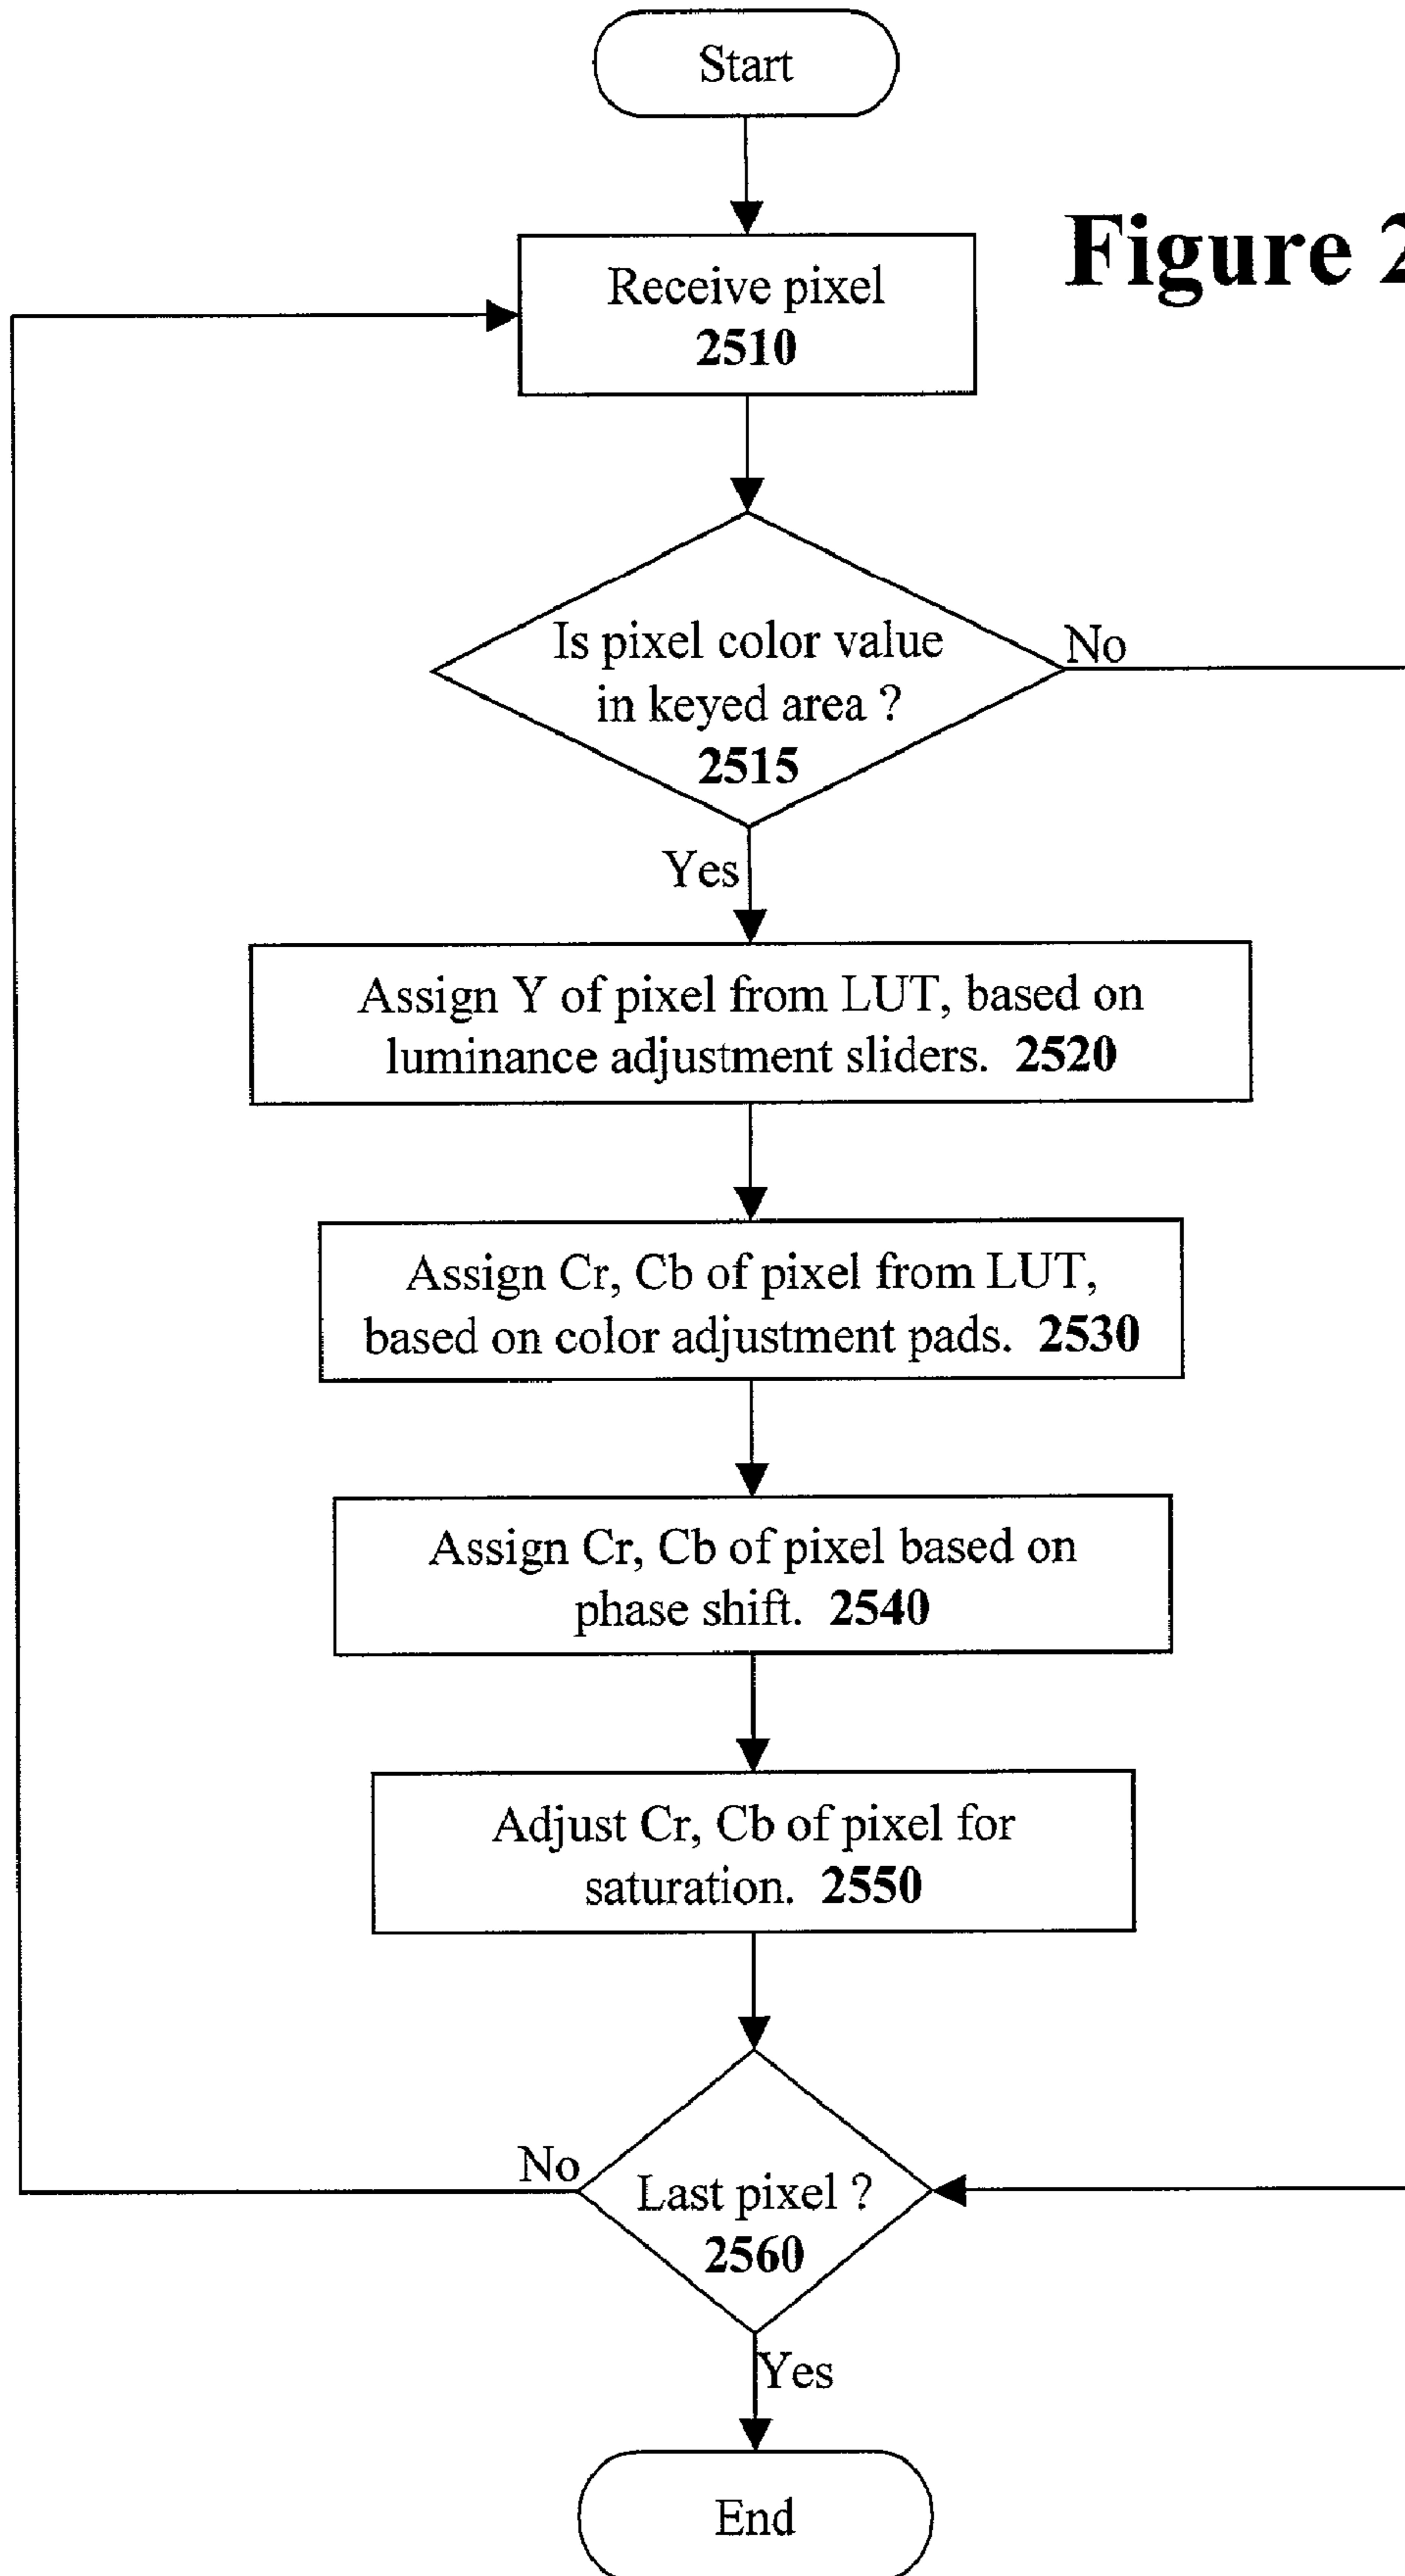 Start
Figure 2
Receive pixel
2510
Is pixel color value
in keyed area ?
2515
No
Yes
Assign Y of pixel from LUT, based on
luminance adjustment sliders. 2520
Assign Cr, Cb of pixel from LUT,
based on color adjustment pads. 2530
Assign Cr, Cb of pixel based on
phase shift. 2540
Adjust Cr, Cb of pixel for
saturation. 2550
No
Last pixel ?
2560
Yes
End